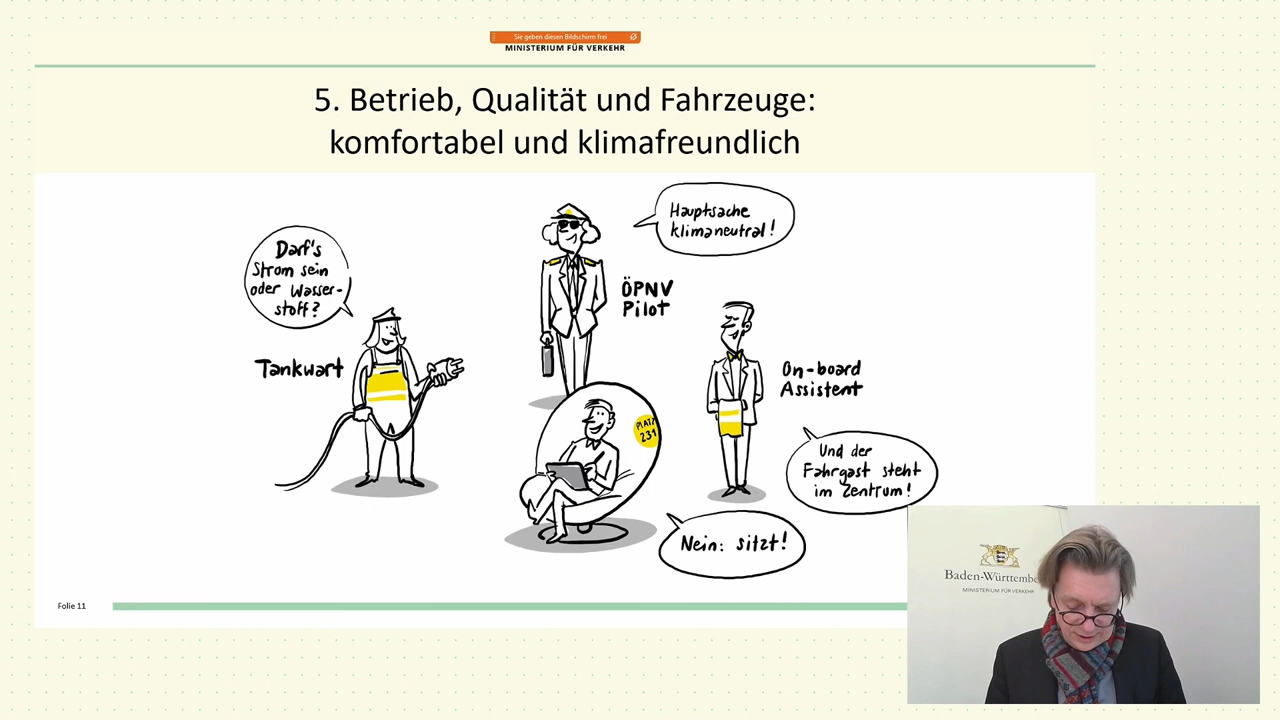 Sie geben diesen Bildschirm frei
MINISTERIUM FÜR VERKEHR
5. Betrieb, Qualität und Fahrzeuge:
komfortabel und klimafreundlich
Hauptsache
klimaneutral!
Darf's
Strom sein
oder Wasser-
stoff?
ÖPNV
Pilot
Tankwart
On-board
Assistent
PLATZ
231
Und der
Fahrgast steht
im Zentrum!
Nein: sitzt!
Baden-Württembe
MINISTERIUM FÜR VERKEHR
Folie 11